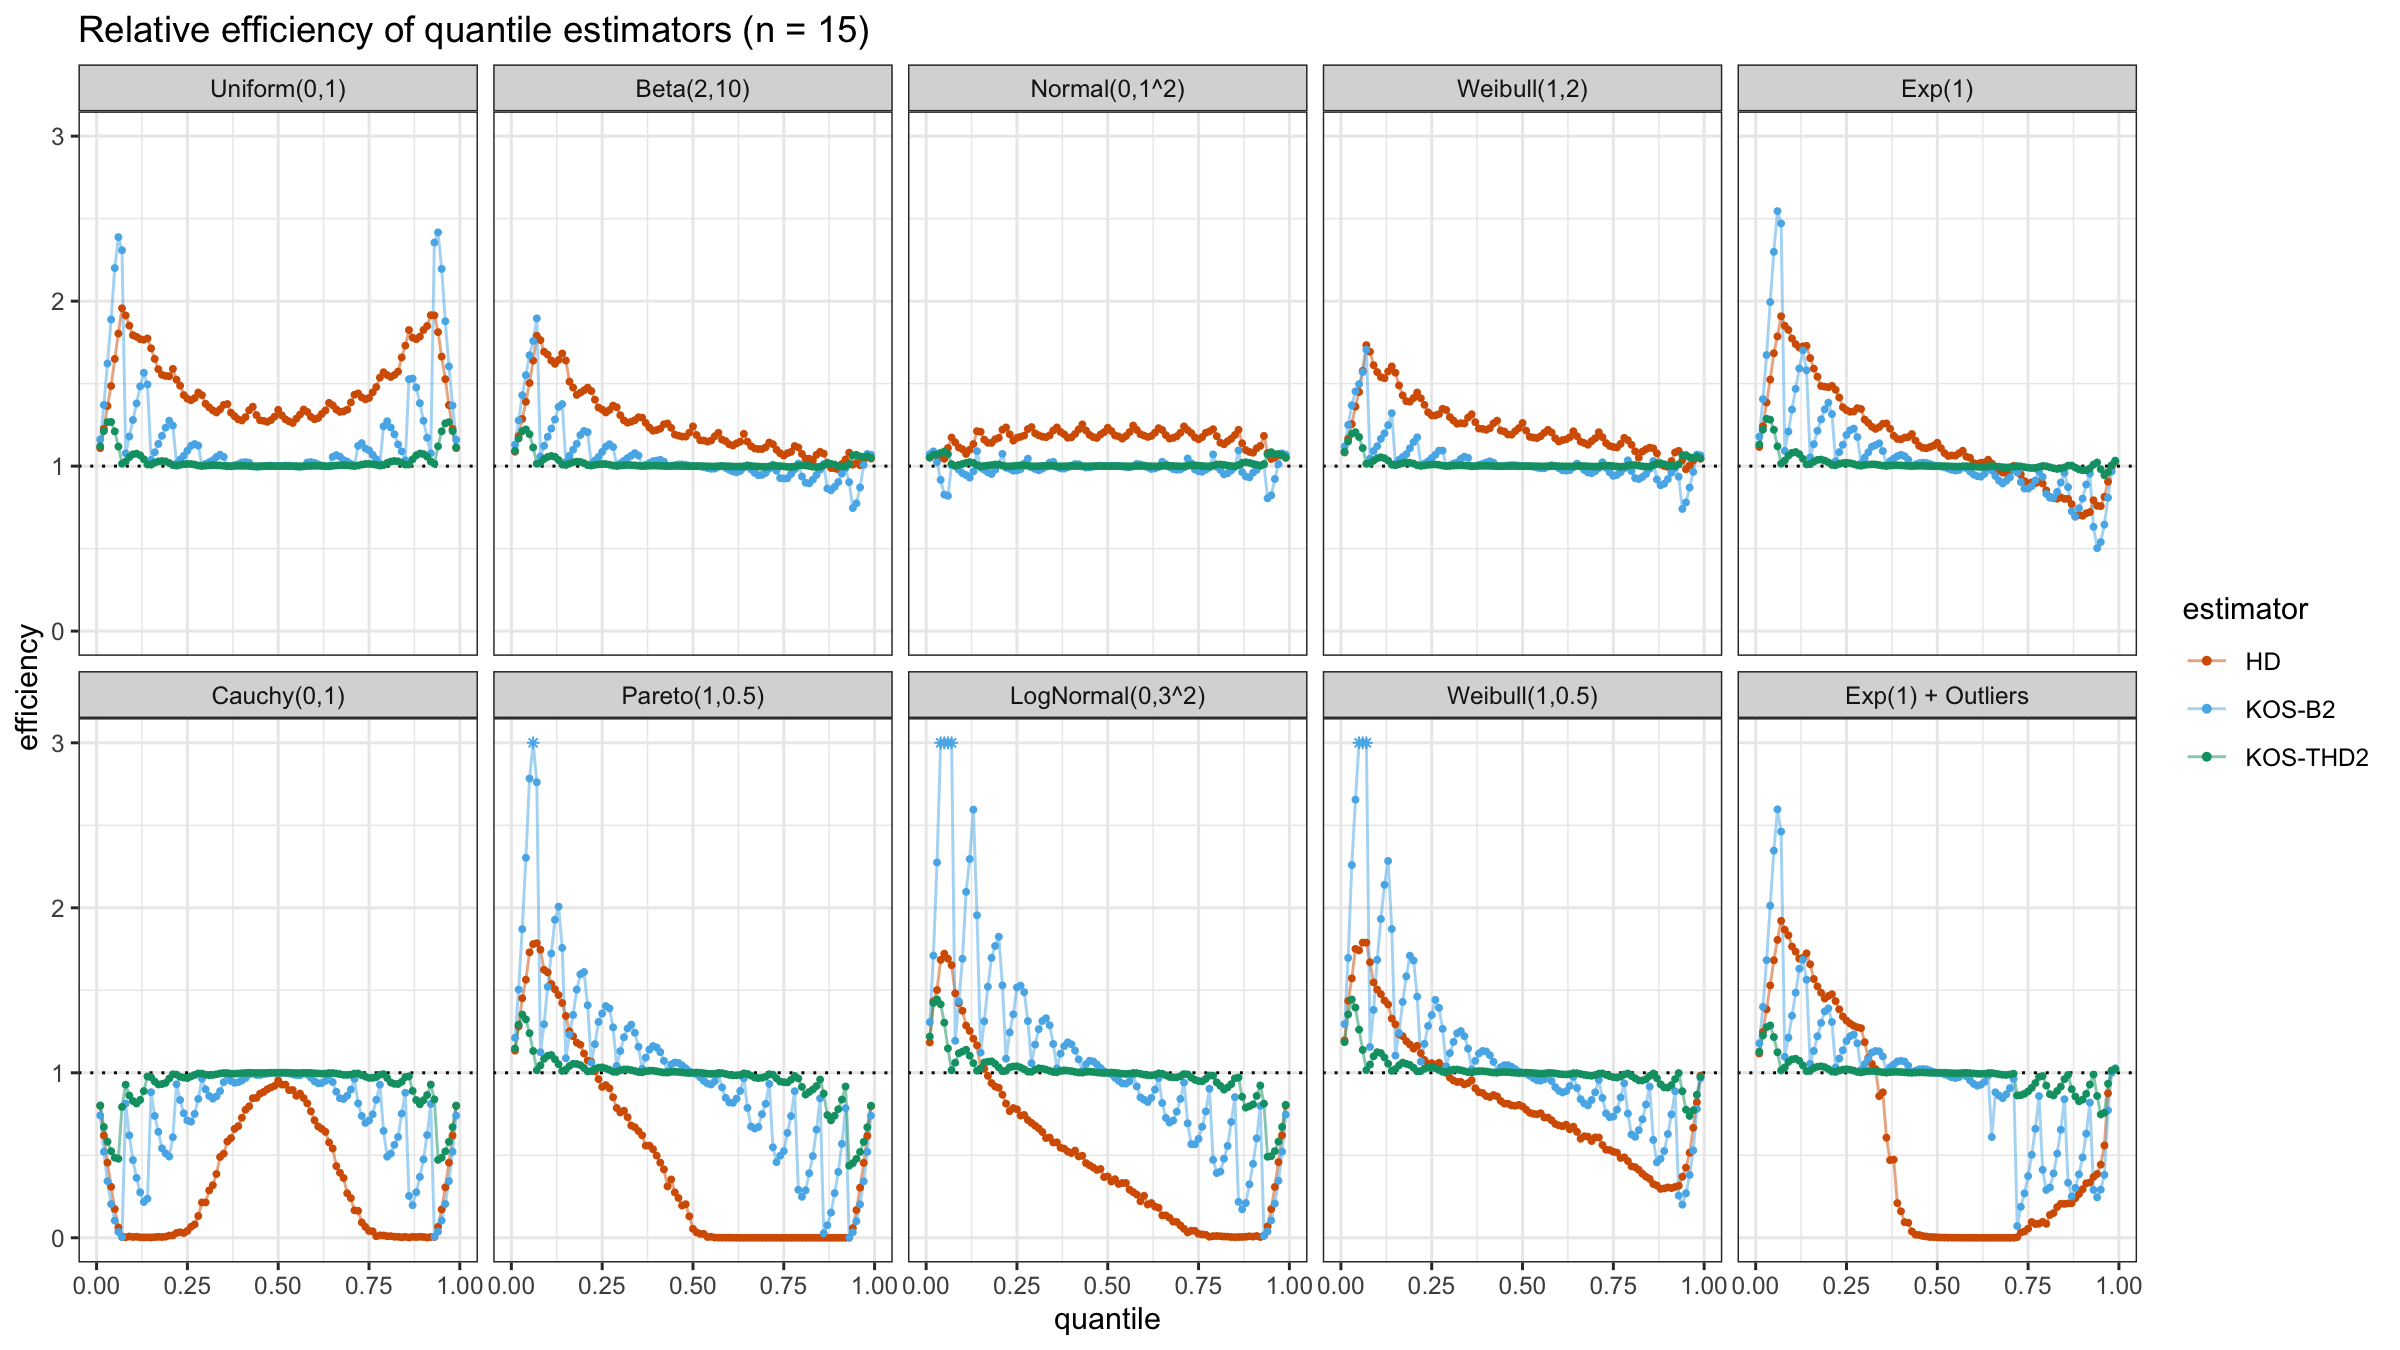 Relative efficiency of quantile estimators (n = 15)
Uniform(0,1)
Beta(2,10)
Normal(0,1^2)
Weibull(1,2)
Exp(1)
3
2
1
0
efficiency
Cauchy(0,1)
Pareto(1,0.5)
LogNormal(0,3^2)
Weibull(1,0.5)
Exp(1) + Outliers
3
2
1
0
0.00 0.25 0.50 0.75 1.00
0.00 0.25 0.50 0.75 1.00
0.00 0.25 0.50 0.75 1.00
0.00 0.25 0.50 0.75 1.00
0.00 0.25 0.50 0.75 1.00
quantile
estimator
HD
KOS-B2
KOS-THD2